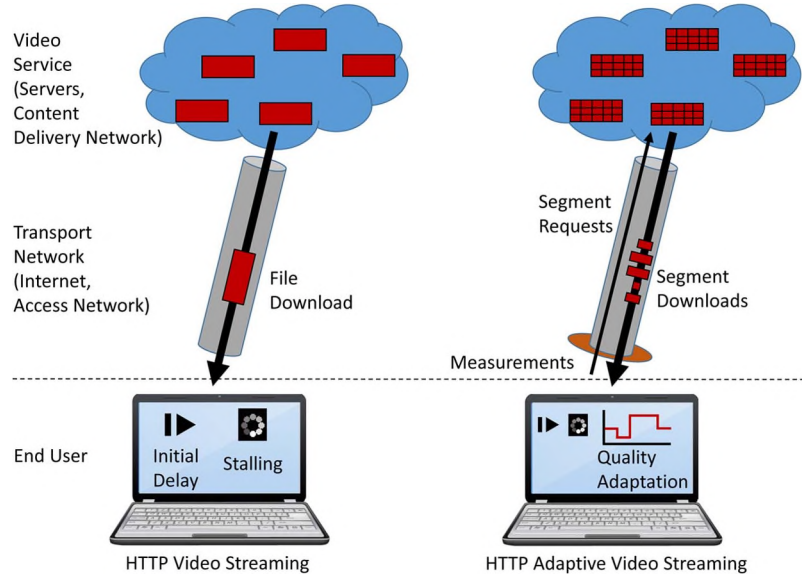 Video
Service
(Servers,
Content
Delivery Network)
Transport
Network
(Internet,
Access Network)
File
Download
Segment
Requests
Segment
Downloads
Measurements
End User
Initial
Delay
Stalling
Quality
Adaptation
HTTP Video Streaming
HTTP Adaptive Video Streaming